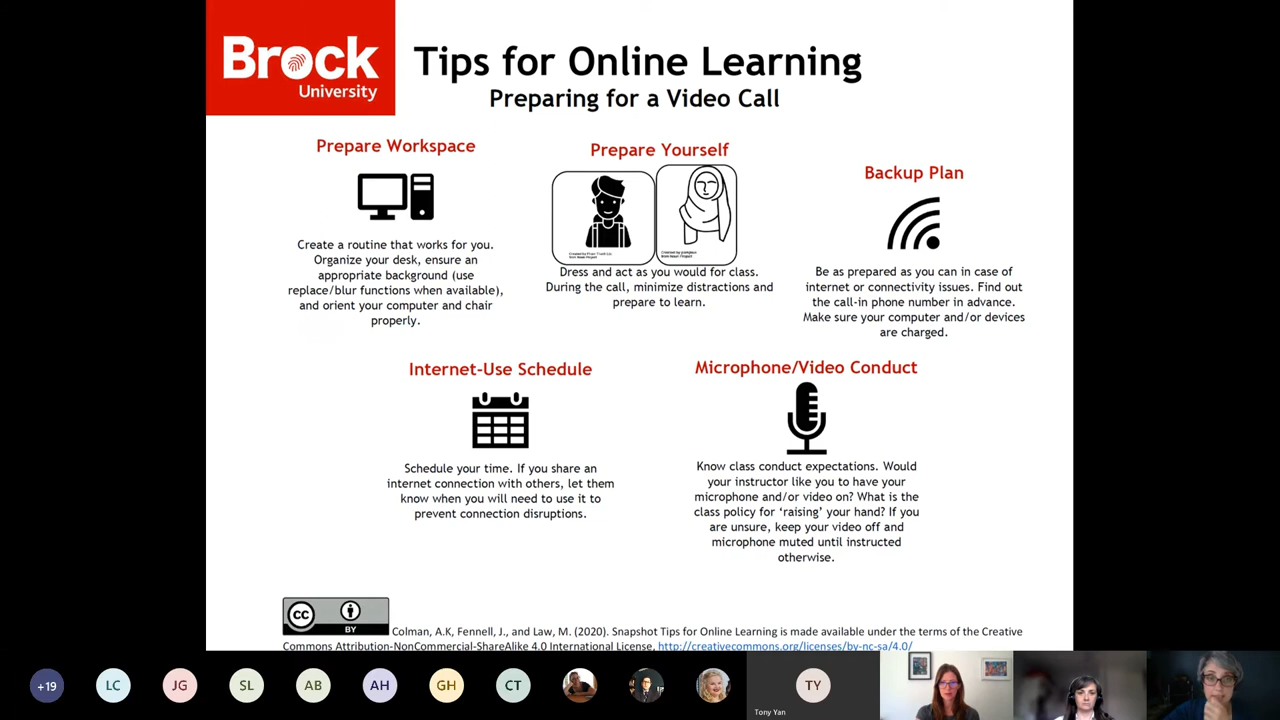 Brock
University
Tips for Online Learning
Preparing for a Video Call
Prepare Workspace
Create a routine that works for you.
Organize your desk, ensure an
appropriate background (use
replace/blur functions when available),
and orient your computer and chair
properly.
Prepare Yourself
Dress and act as you would for class.
During the call, minimize distractions and
prepare to learn.
Backup Plan
Be as prepared as you can in case of
internet or connectivity issues. Find out
the call-in phone number in advance.
Make sure your computer and/or devices
are charged.
Internet-Use Schedule
Schedule your time. If you share an
internet connection with others, let them
know when you will need to use it to
prevent connection disruptions.
Microphone/Video Conduct
Know class conduct expectations. Would
your instructor like you to have your
microphone and/or video on? What is the
class policy for ‘raising’ your hand? If you
are unsure, keep your video off and
microphone muted until instructed
otherwise.
cc
BY
Colman, A.K, Fennell, J., and Law, M. (2020). Snapshot Tips for Online Learning is made available under the terms of the Creative
Commons Attribution-NonCommercial-ShareAlike 4.0 International License, http://creativecommons.org/licenses/by-nc-sa/4.0/
+19
LC
JG
SL
AB
AH
GH
CT
TY
Tony Yan